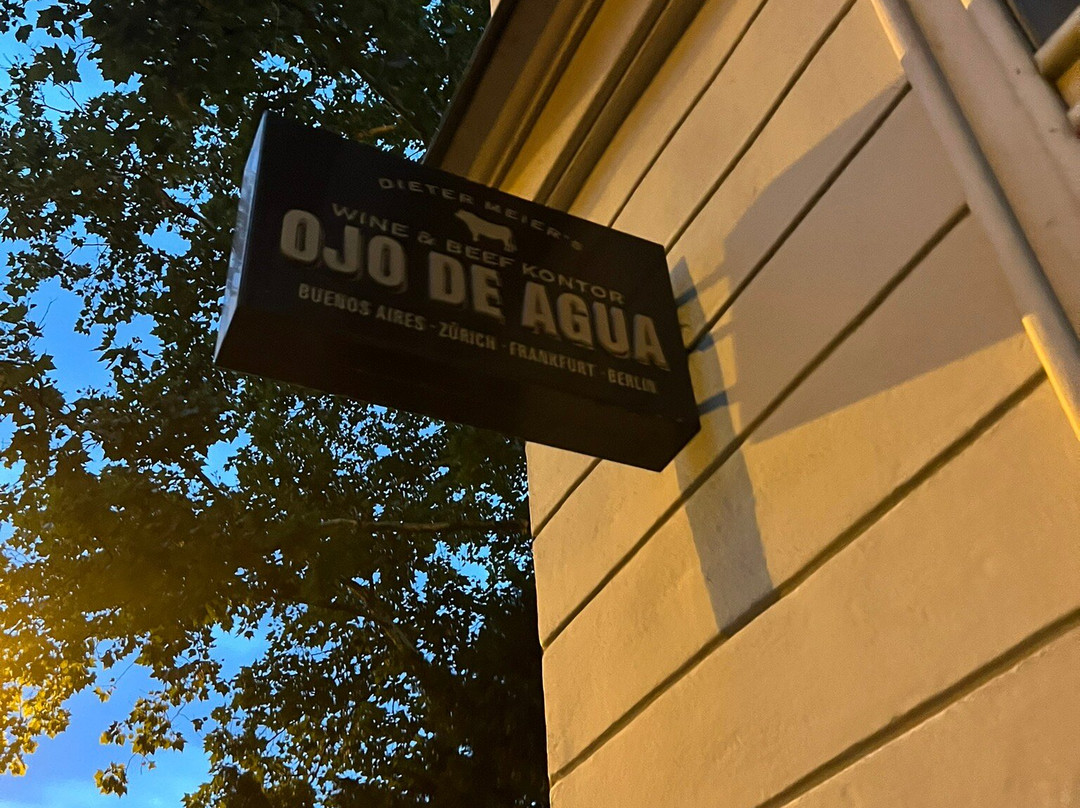 DIETER MEIER'S
WINE & BEEF KONTOR
OJO DE AGUA
BUENOS AIRES · ZÜRICH · FRANKFURT · BERLIN